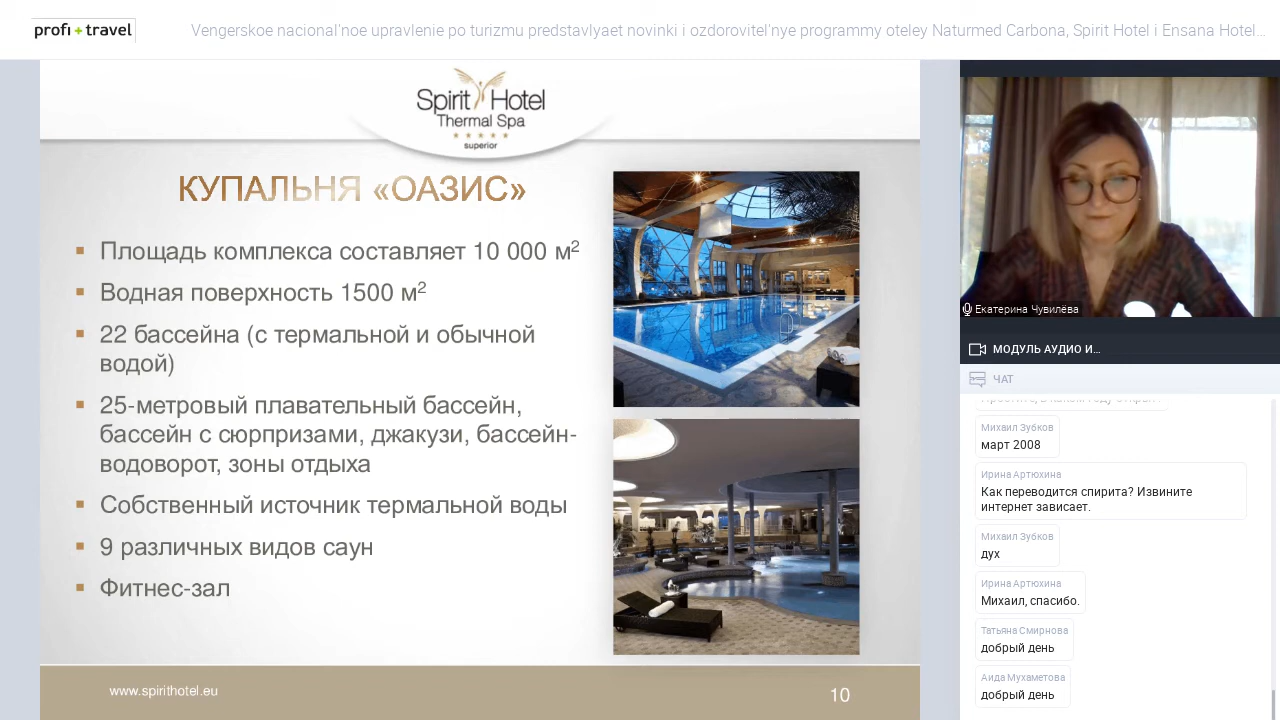 profi + travel
Vengerskoe nacional'noe upravlenie po turizmu predstavlyaet novinki i ozdorovitel'nye programmy oteley Naturmed Carbona, Spirit Hotel i Ensana Hotel...
Spirit Hotel
Thermal Spa
superior
КУПАЛЬНЯ «ОАЗИС»
Площадь комплекса составляет 10 000 м²
Водная поверхность 1500 м²
22 бассейна (с термальной и обычной
водой)
25-метровый плавательный бассейн,
бассейн с сюрпризами, джакузи, бассейн-
водоворот, зоны отдыха
Собственный источник термальной воды
9 различных видов саун
Фитнес-зал
www.spirithotel.eu
10
Екатерина Чувилёва
МОДУЛЬ АУДИО И...
ЧАТ
Михаил Зубков
март 2008
Ирина Артюхина
Как переводится спирита? Извините
интернет зависает.
Михаил Зубков
дух
Ирина Артюхина
Михаил, спасибо.
Татьяна Смирнова
добрый день
Аида Мухаметова
добрый день